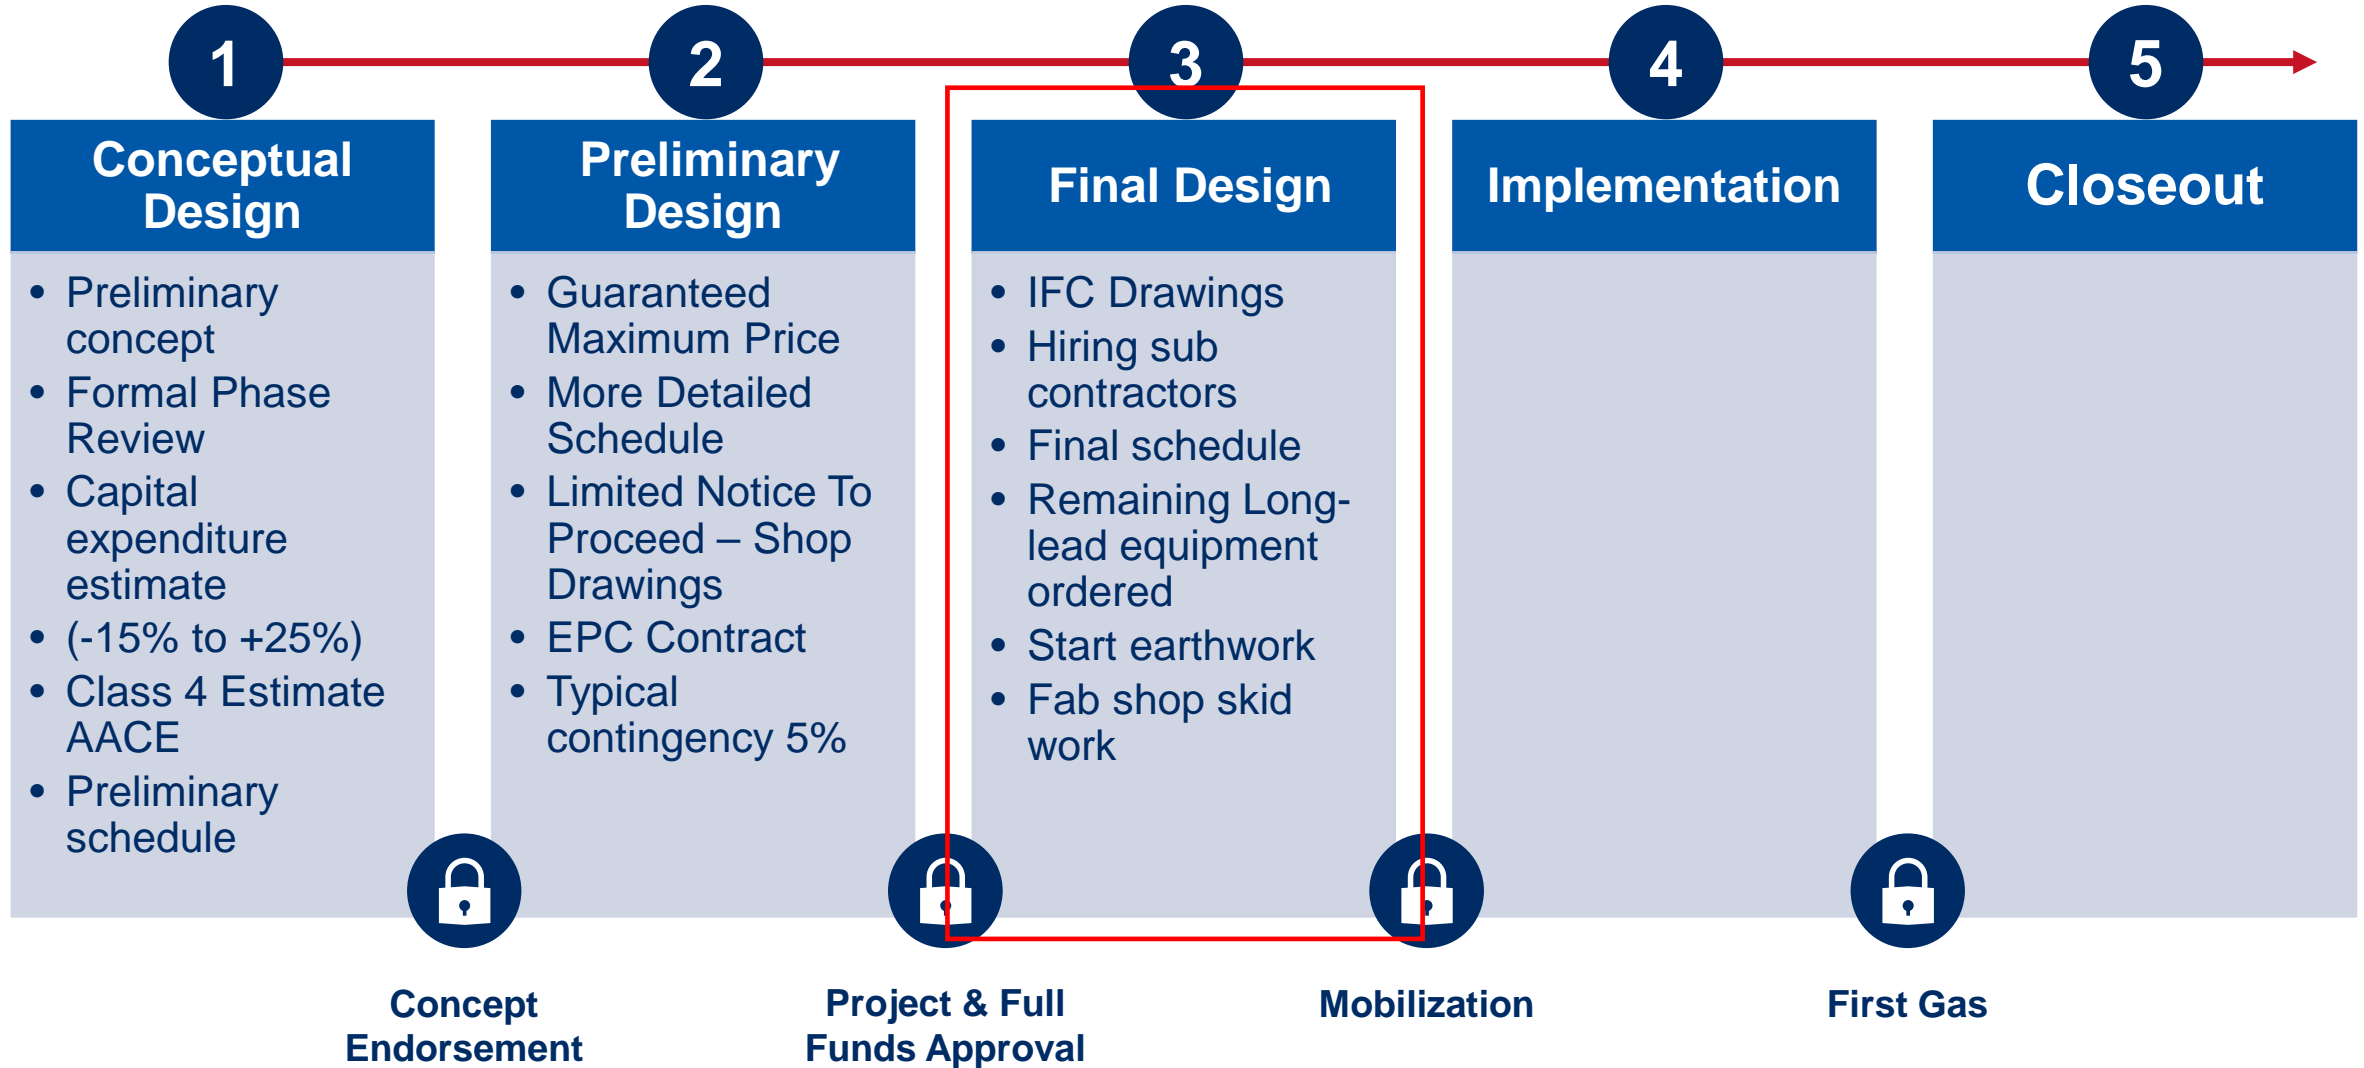 1
2
3
4
5
Conceptual
Design
• Preliminary
concept
• Formal Phase
Review
• Capital
expenditure
estimate
• (-15% to +25%)
• Class 4 Estimate
AACE
• Preliminary
schedule
Preliminary
Design
• Guaranteed
Maximum Price
• More Detailed
Schedule
• Limited Notice To
Proceed – Shop
Drawings
• EPC Contract
• Typical
contingency 5%
Final Design
• IFC Drawings
• Hiring sub
contractors
• Final schedule
• Remaining Long-
lead equipment
ordered
• Start earthwork
• Fab shop skid
work
Implementation
Closeout
Concept
Endorsement
Project & Full
Funds Approval
Mobilization
First Gas